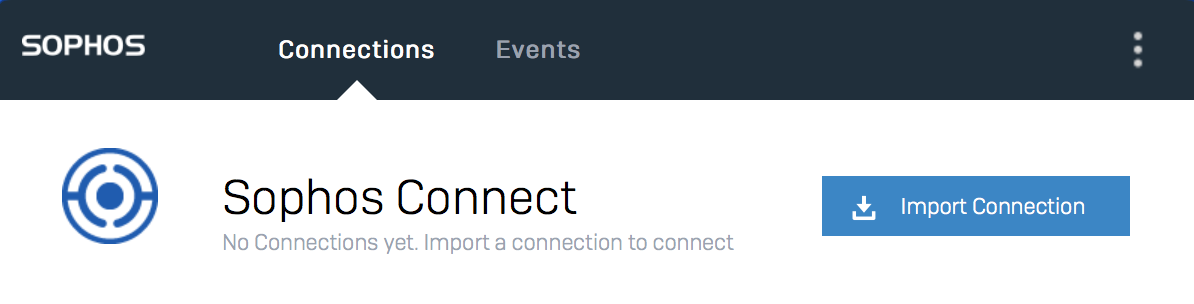 SOPHOS Connections Events
Sophos Connect
Import Connection
No Connections yet. Import a connection to connect